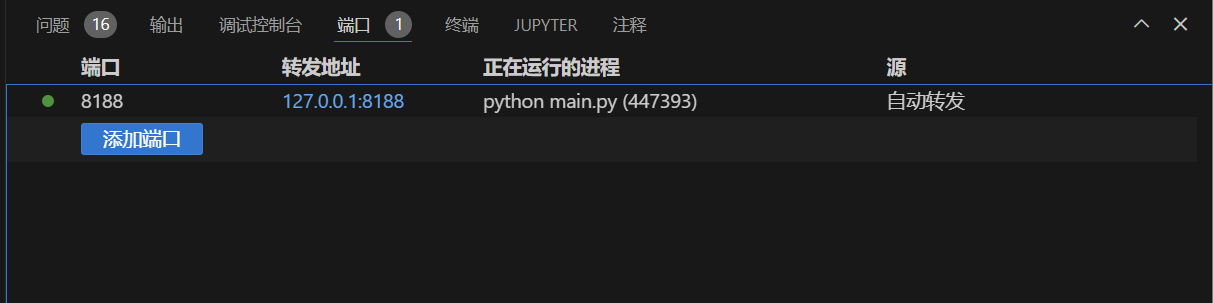 问题 16 输出 调试控制台 端口 1 终端 JUPYTER 注释
端口 转发地址 正在运行的进程 源
8188 127.0.0.1:8188 python main.py (447393) 自动转发
添加端口